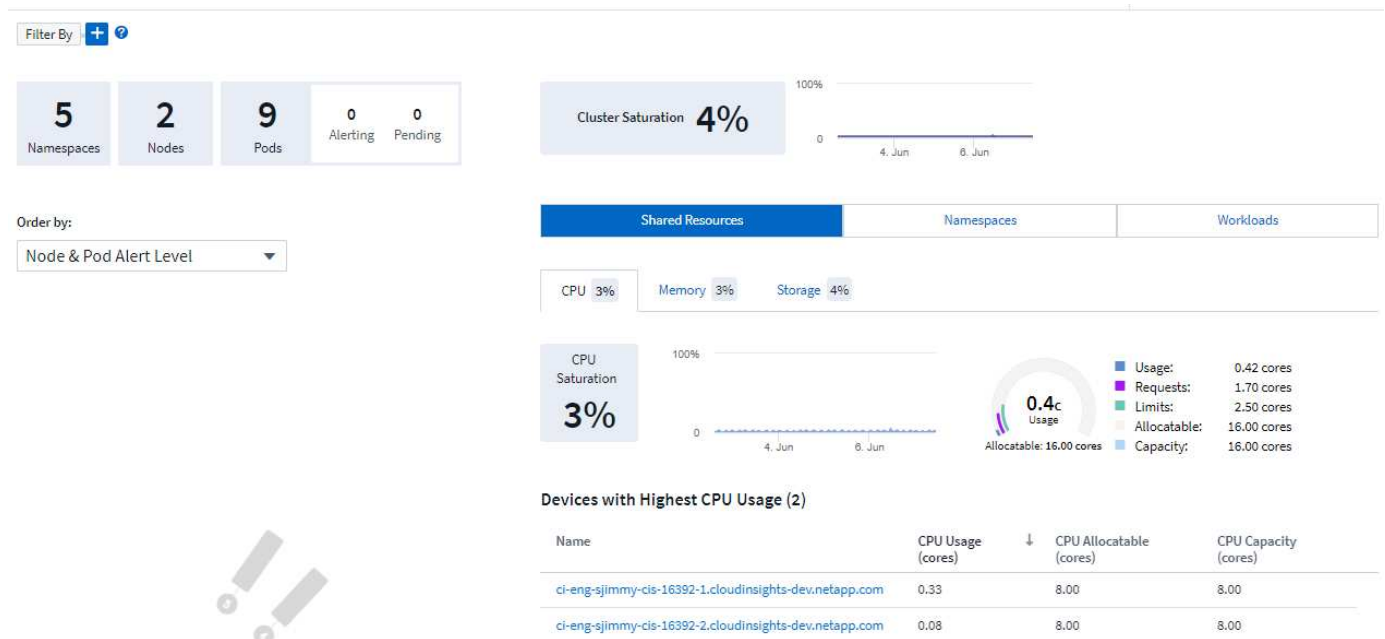 Filter By + ?
5
Namespaces
2
Nodes
9
Pods
0
Alerting
0
Pending
Order by:
Node & Pod Alert Level
Cluster Saturation 4%
100%
0
4. Jun 6. Jun
Shared Resources Namespaces Workloads
CPU 3% Memory 3% Storage 4%
CPU
Saturation
3%
100%
0
4. Jun 6. Jun
0.4c
Usage
Allocatable: 16.00 cores
Usage: 0.42 cores
Requests: 1.70 cores
Limits: 2.50 cores
Allocatable: 16.00 cores
Capacity: 16.00 cores
Devices with Highest CPU Usage (2)
Name CPU Usage (cores) ↓ CPU Allocatable (cores) CPU Capacity (cores)
ci-eng-sjimmy-cis-16392-1.cloudinsights-dev.netapp.com 0.33 8.00 8.00
ci-eng-sjimmy-cis-16392-2.cloudinsights-dev.netapp.com 0.08 8.00 8.00